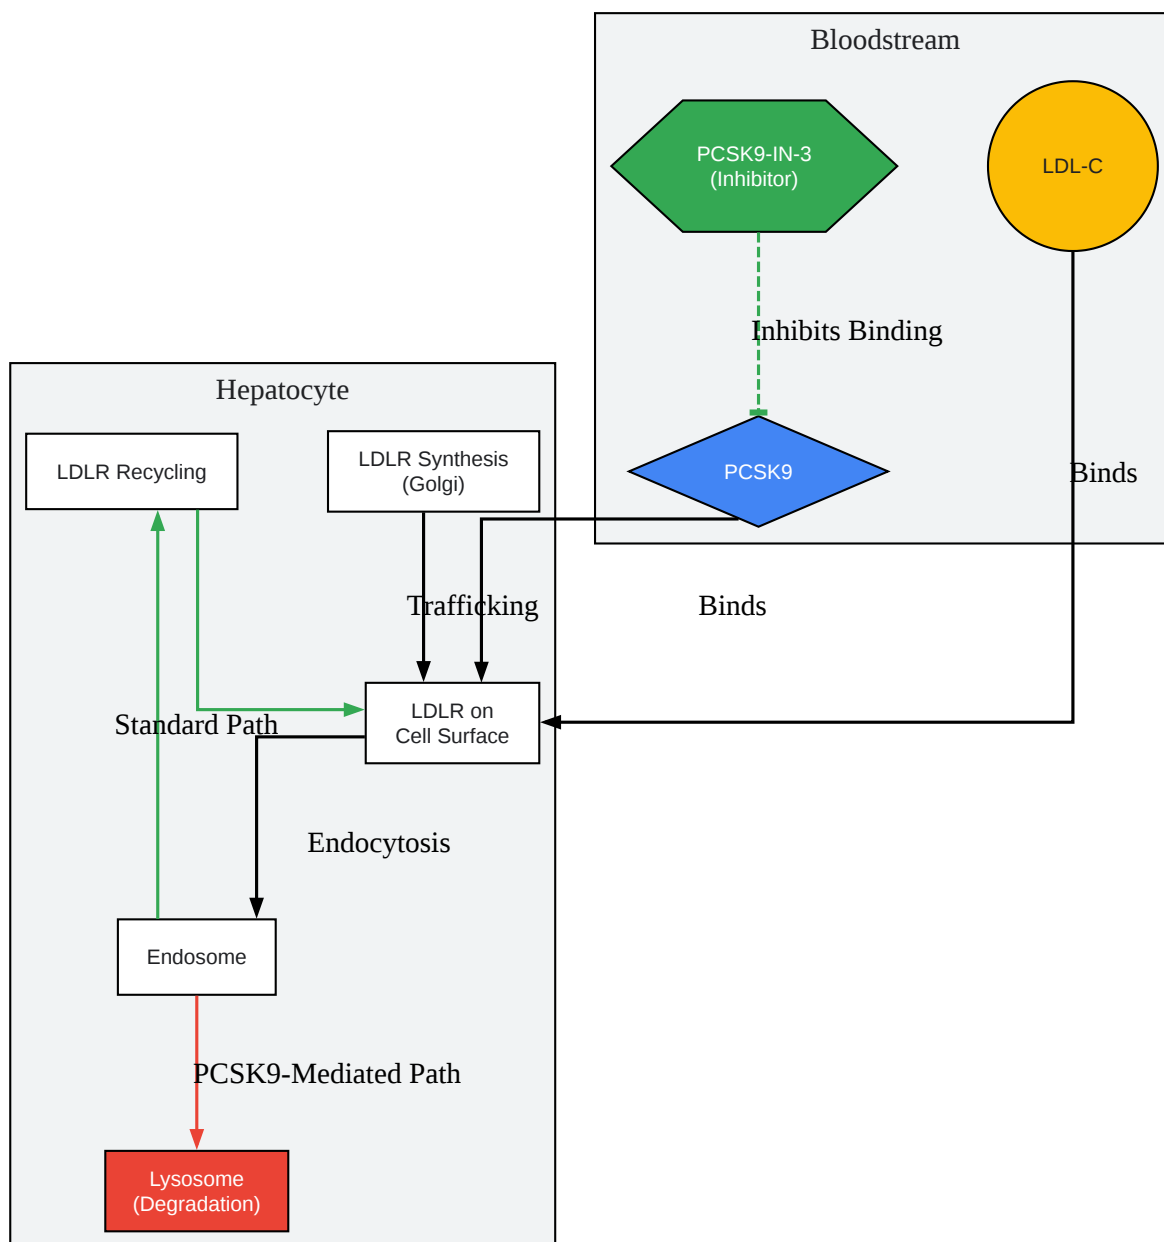 Bloodstream
PCSK9-IN-3
(Inhibitor)
LDL-C
Inhibits Binding
Hepatocyte
LDLR Recycling
LDLR Synthesis
(Golgi)
PCSK9
Binds
Trafficking
Binds
LDLR on
Cell Surface
Standard Path
Endocytosis
Endosome
PCSK9-Mediated Path
Lysosome
(Degradation)